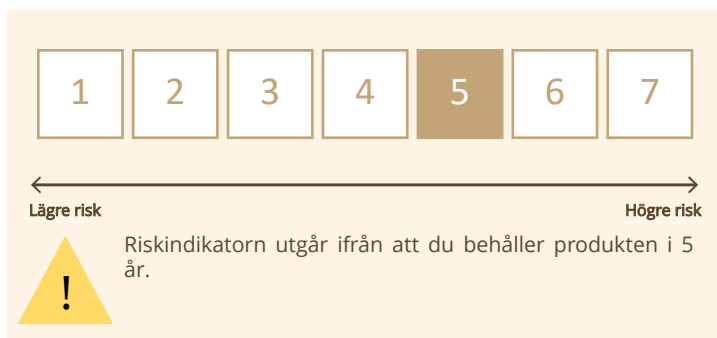 1 2 3 4 5 6 7
Lägre risk Högre risk
Riskindikatorn utgår ifrån att du behåller produkten i 5
år.
!